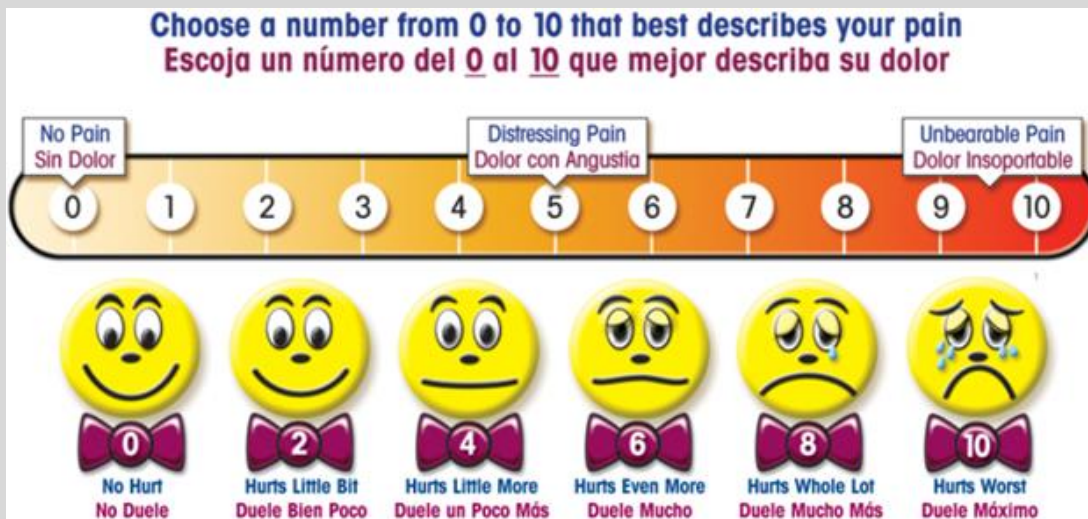 Choose a number from 0 to 10 that best describes your pain
Escoja un número del 0 al 10 que mejor describa su dolor
No Pain
Sin Dolor
Distressing Pain
Dolor con Angustia
Unbearable Pain
Dolor Insoportable
0 1 2 3 4 5 6 7 8 9 10
0 2 4 6 8 10
No Hurt Hurts Little Bit Hurts Little More Hurts Even More Hurts Whole Lot Hurts Worst
No Duele Duele Bien Poco Duele un Poco Más Duele Mucho Duele Mucho Más Duele Máximo